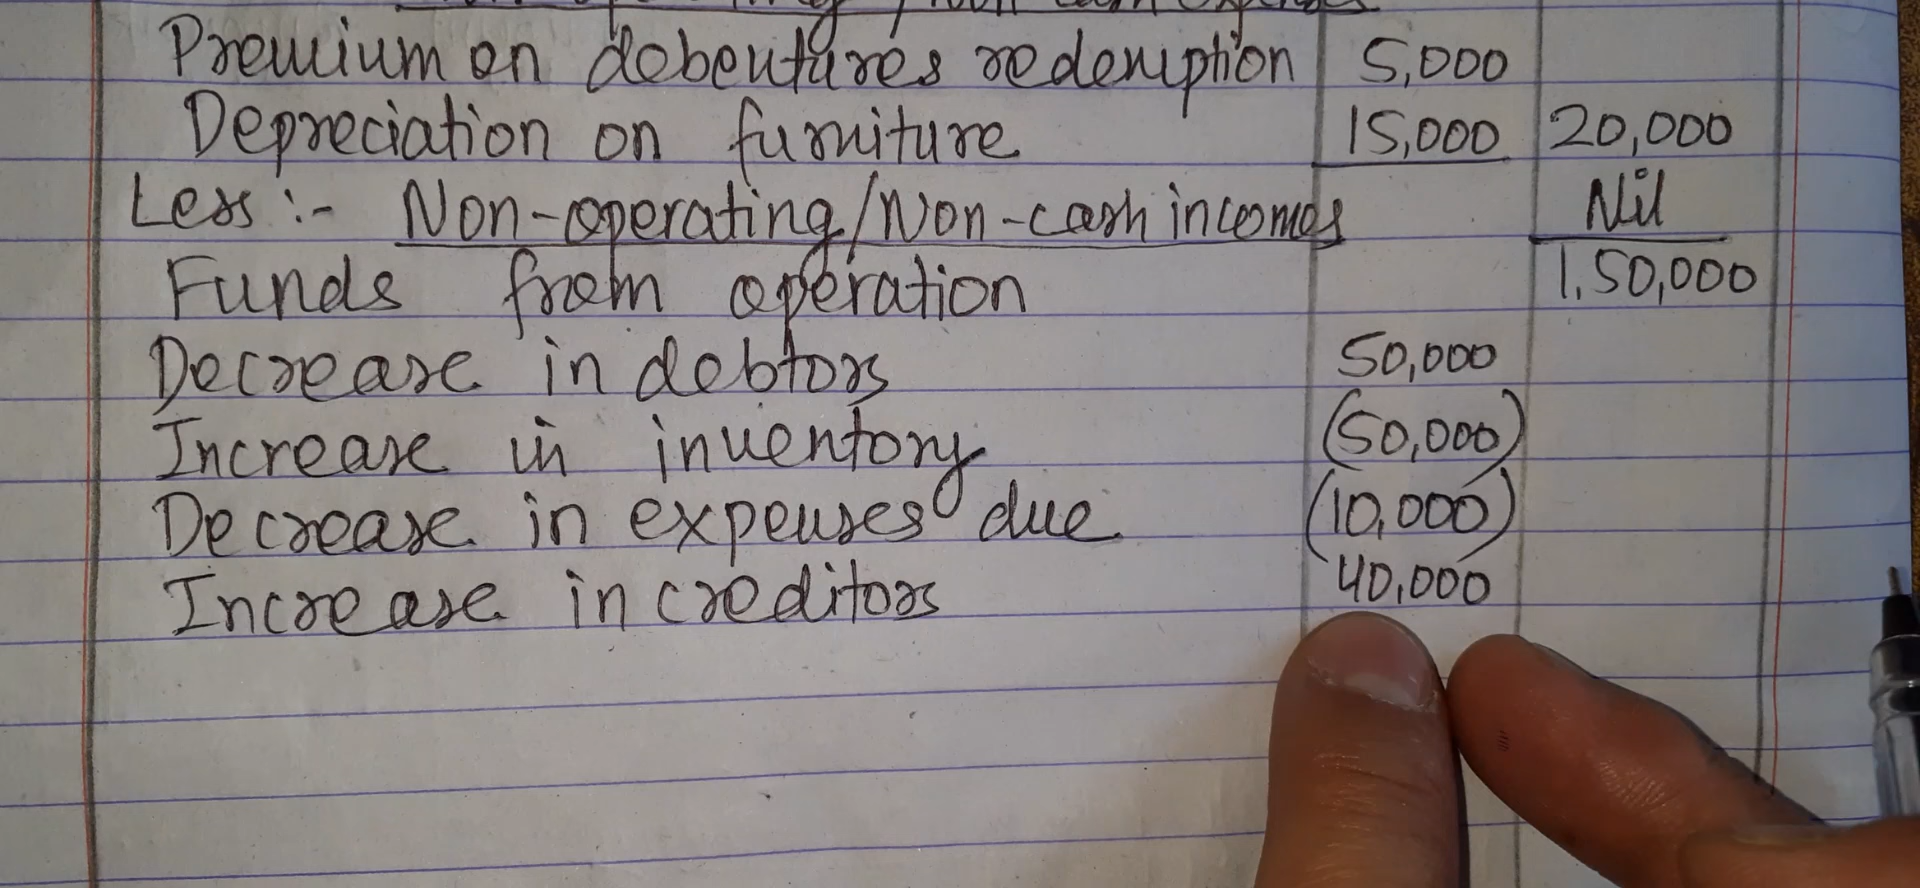 Premium on debentures redemption 5,000
Depreciation on furniture 15,000 20,000
Less :- Non-operating/Non-cash incomes Nil
Funds from operation 1,50,000
Decrease in debtors 50,000
Increase in inventory (50,000)
Decrease in expenses due (10,000)
Increase in creditors 40,000